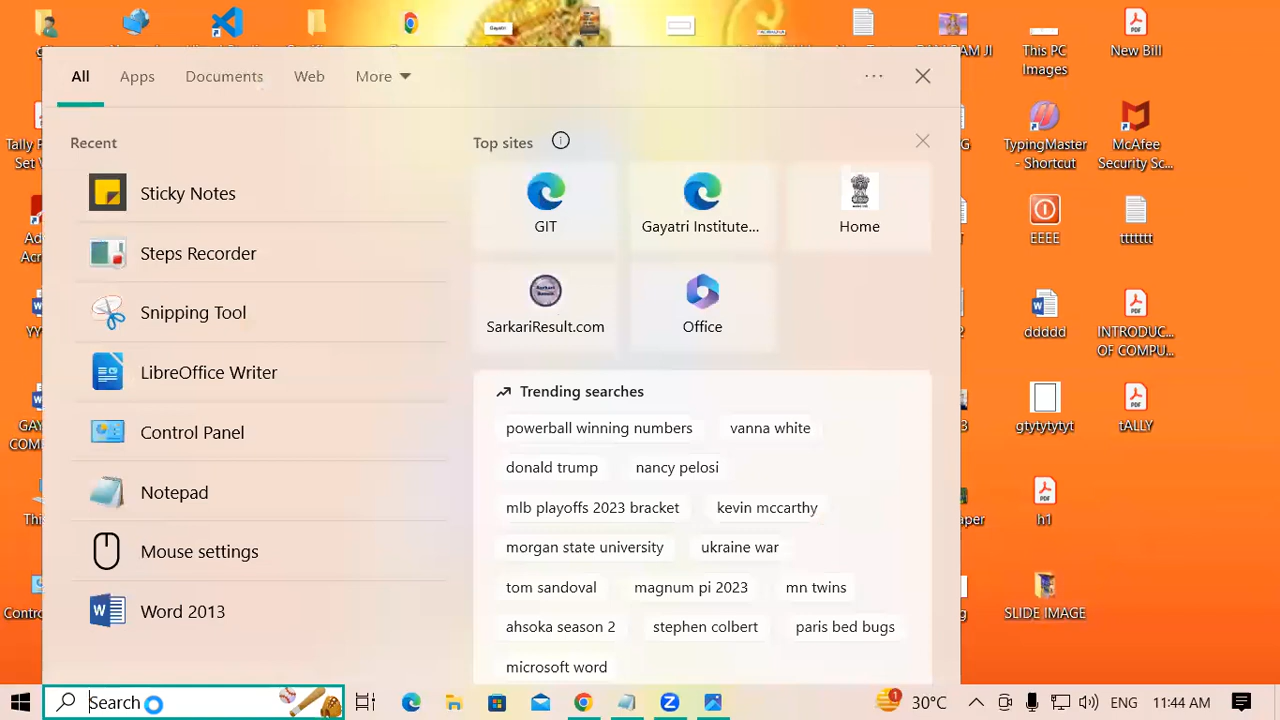 Gayatri
New Bill
This PC
Images
All
Apps
Documents
Web
More
Recent
Top sites
Sticky Notes
Steps Recorder
Snipping Tool
LibreOffice Writer
Control Panel
Notepad
Mouse settings
Word 2013
GIT
Gayatri Institute...
Home
SarkariResult.com
Office
Trending searches
powerball winning numbers
vanna white
donald trump
nancy pelosi
mlb playoffs 2023 bracket
kevin mccarthy
morgan state university
ukraine war
tom sandoval
magnum pi 2023
mn twins
ahsoka season 2
stephen colbert
paris bed bugs
microsoft word
TypingMaster
- Shortcut
McAfee
Security Sc...
EEEE
ttttttt
ddddd
INTRODUC...
OF COMPU...
gtytytytyt
tALLY
h1
SLIDE IMAGE
Search
1
30°C
ENG
11:44 AM